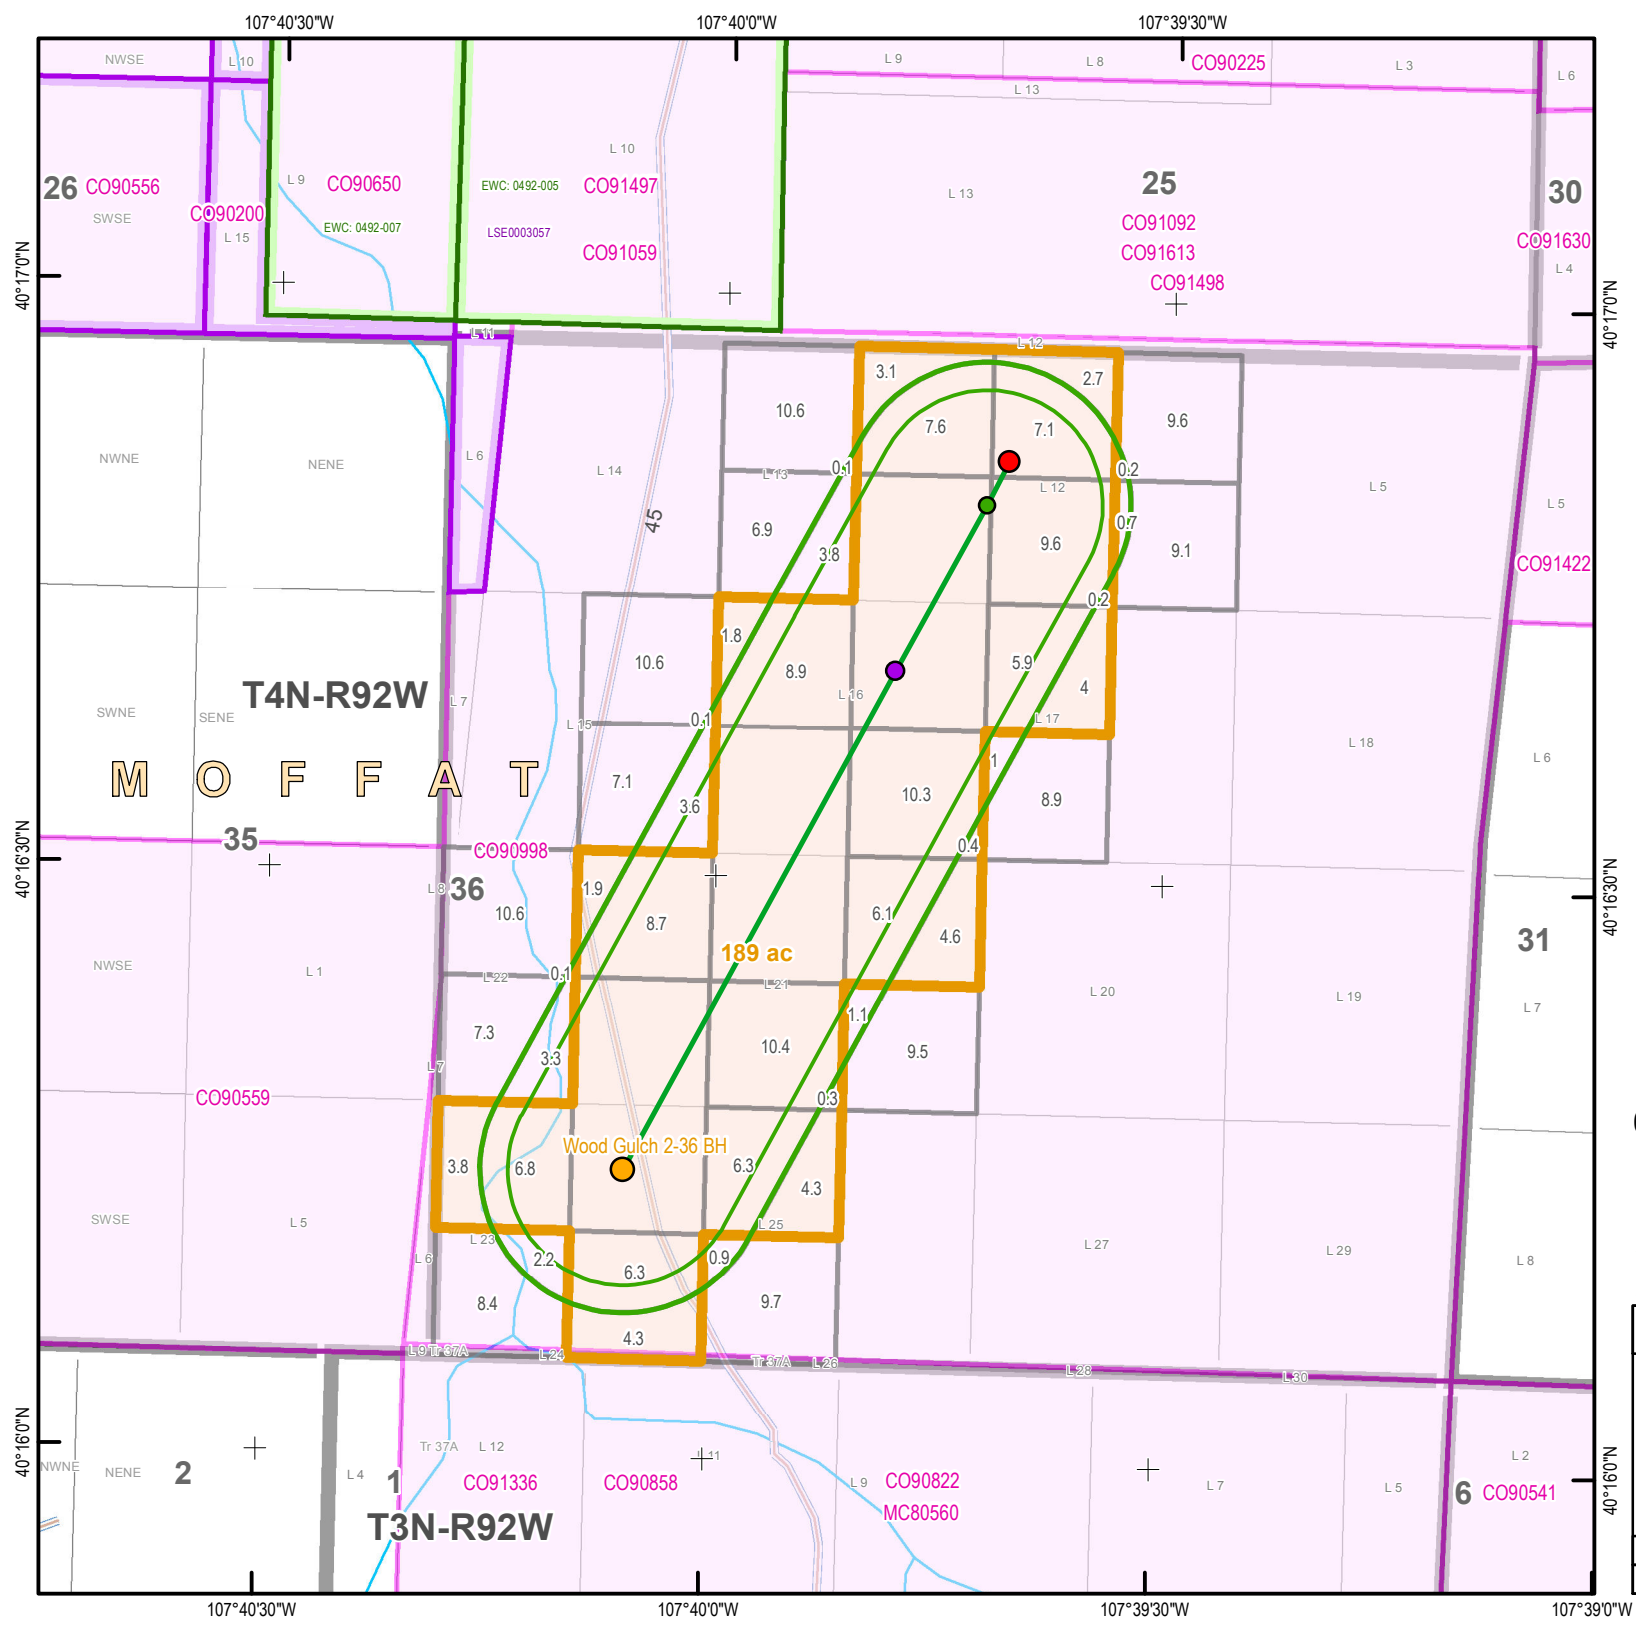 107°40'30"W
107°40'0"W
107°39'30"W
NWSE
L 10
L 9
L 8
CO90225
L 3
L 6
L 13
L 10
26
CO90556
SWSE
CO90200
L 15
L 9
CO90650
EWC: 0492-007
EWC: 0492-005
CO91497
LSE0003057
CO91059
L 13
25
CO91092
CO91613
CO91498
30
CO91630
L 4
40°17'0"N
40°17'0"N
L 11
L 12
3.1
2.7
10.6
7.6
7.1
9.6
NWNE
NENE
L 6
L 14
0.1
L 13
0.2
L 12
L 5
L 5
45
6.9
3.8
9.6
0.7
9.1
CO91422
0.2
1.8
10.6
8.9
5.9
4
T4N-R92W
L 7
L 16
SWNE
SENE
L 15
0.1
L 17
L 18
L 6
M O F F A T
7.1
3.6
10.3
1
8.9
35
CO90998
0.4
40°16'30"N
40°16'30"N
L 8
36
1.9
10.6
8.7
6.1
4.6
189 ac
31
NWSE
L 1
L 22
0.1
L 21
L 20
L 19
L 7
7.3
3.3
10.4
1.1
9.5
L 7
CO90559
0.3
Wood Gulch 2-36 BH
3.8
6.8
6.3
4.3
SWSE
L 5
L 23
L 25
L 6
2.2
6.3
0.9
L 27
L 29
L 8
8.4
9.7
4.3
L 9
Tr 37A
L 24
Tr 37A
L 26
L 28
L 30
40°16'0"N
40°16'0"N
NWNE
NENE
2
L 4
1
Tr 37A
L 12
CO91336
CO90858
L 11
L 9
CO90822
MC80560
L 7
L 5
6
L 2
CO90541
T3N-R92W
107°40'30"W
107°40'0"W
107°39'30"W
107°39'0"W